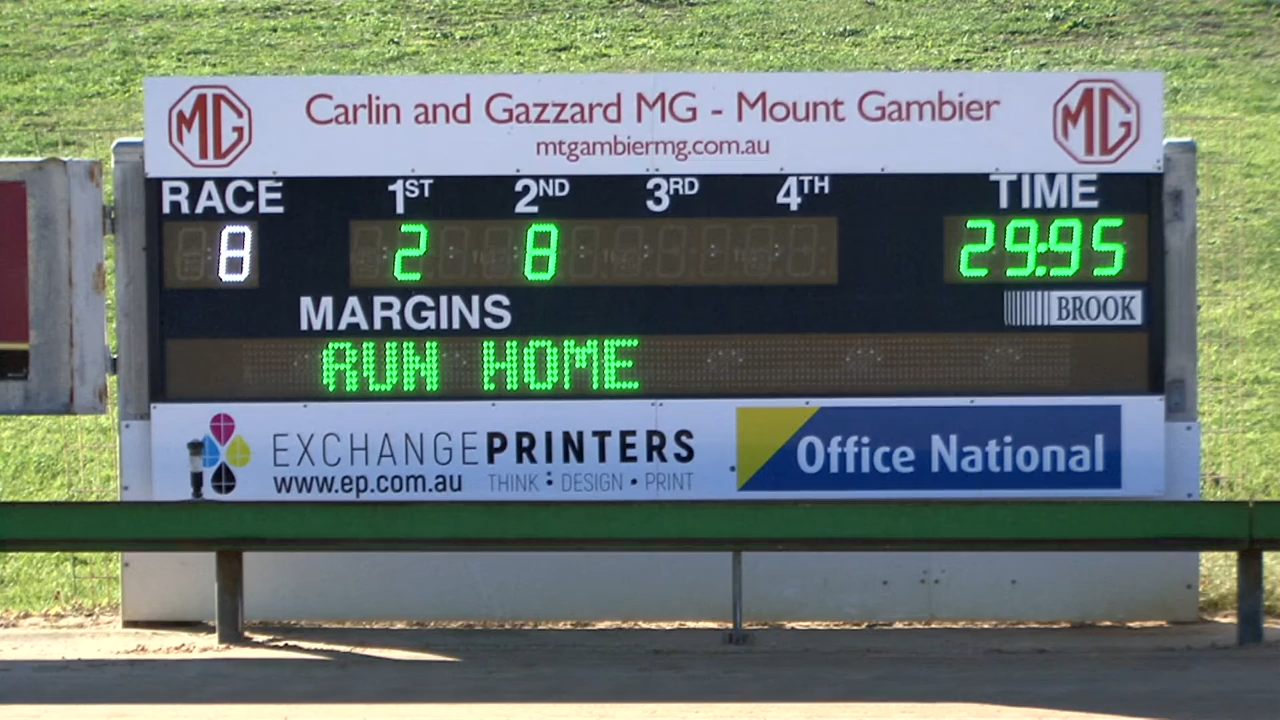 MG Carlin and Gazzard MG - Mount Gambier MG
mtgambiermg.com.au
RACE 1ST 2ND 3RD 4TH TIME
8 2 8 29:95
MARGINS BROOK
RUN HOME
EXCHANGEPRINTERS Office National
www.ep.com.au THINK : DESIGN • PRINT